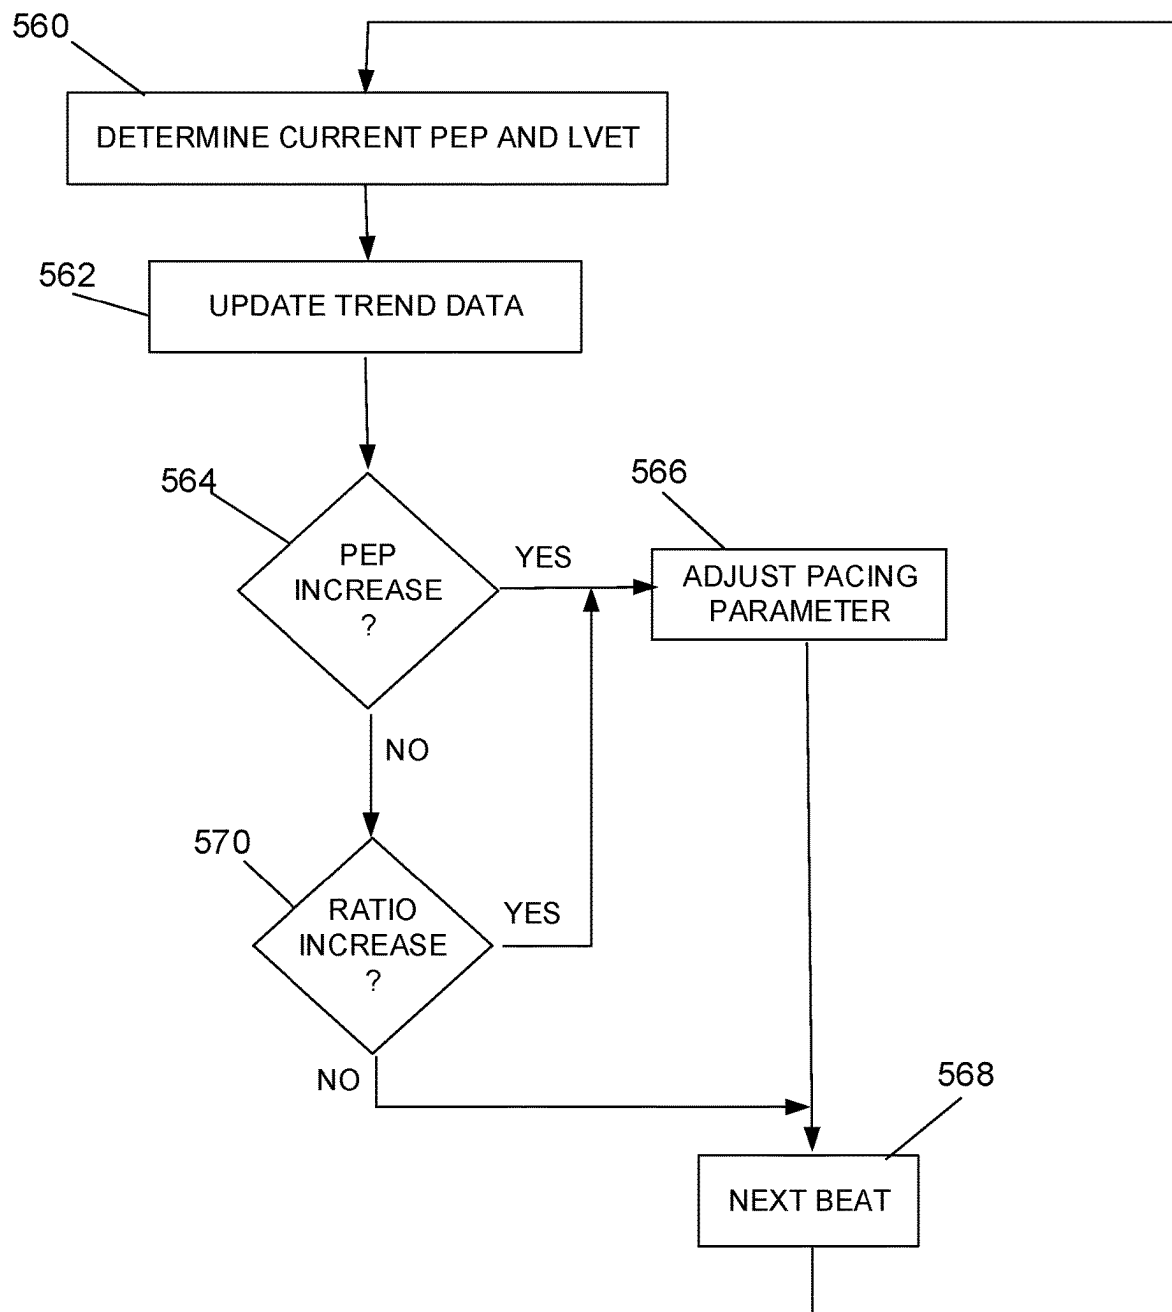 560
DETERMINE CURRENT PEP AND LVET
562
UPDATE TREND DATA
564
PEP
INCREASE
?
YES
566
ADJUST PACING
PARAMETER
NO
570
RATIO
INCREASE
?
YES
NO
568
NEXT BEAT